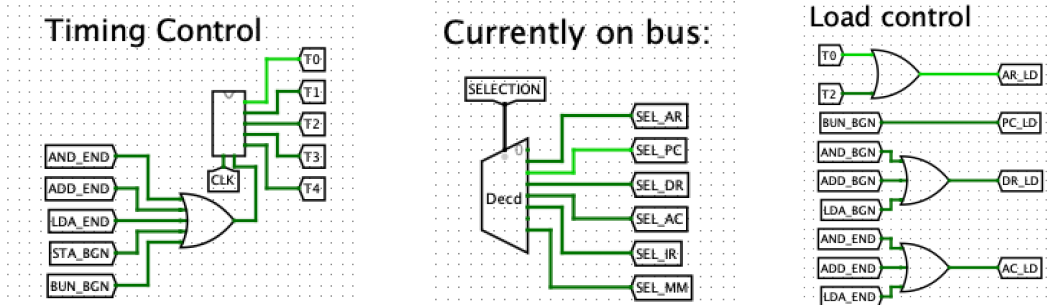 Timing Control
T0
T1
T2
T3
T4
CLK
AND_END
ADD_END
LDA_END
STA_BGN
BUN_BGN
Currently on bus:
SELECTION
0
Decd
SEL_AR
SEL_PC
SEL_DR
SEL_AC
SEL_IR
SEL_MM
Load control
T0
T2
AR_LD
BUN_BGN
PC_LD
AND_BGN
ADD_BGN
LDA_BGN
DR_LD
AND_END
ADD_END
LDA_END
AC_LD